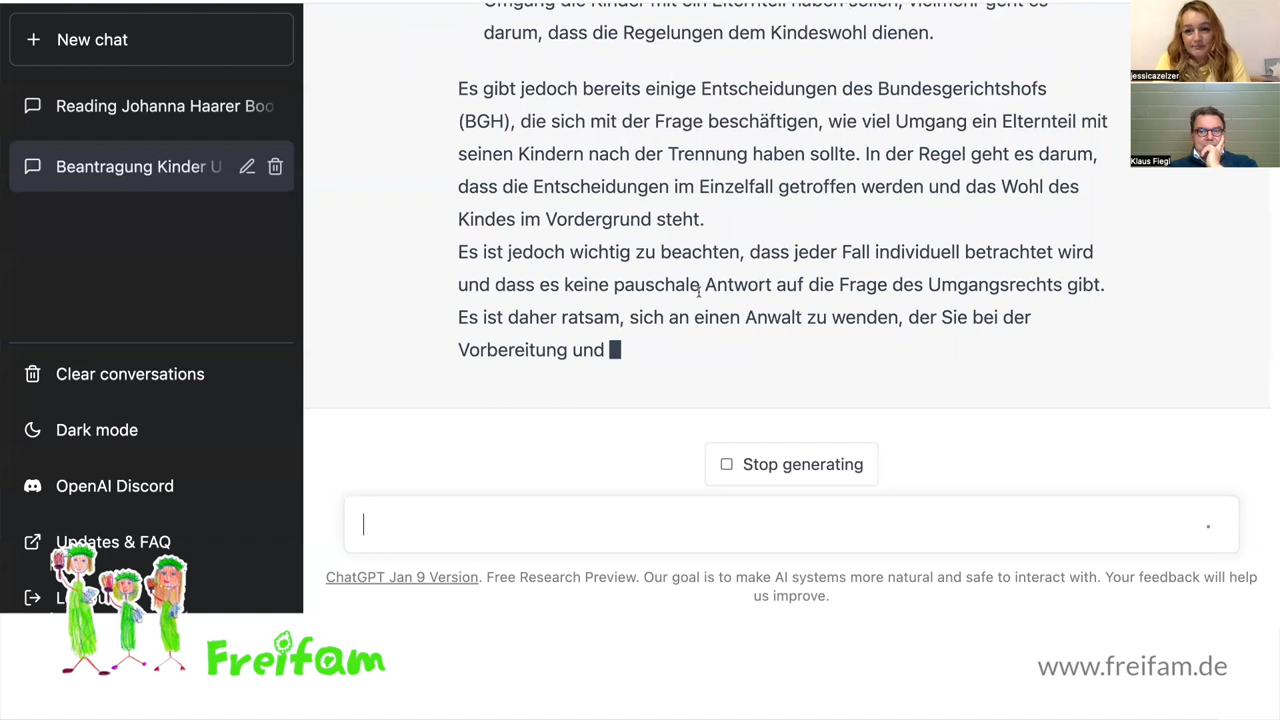 New chat
Reading Johanna Haarer Boo
Beantragung Kinder U
Clear conversations
Dark mode
OpenAI Discord
Updates & FAQ
darum, dass die Regelungen dem Kindeswohl dienen.
Es gibt jedoch bereits einige Entscheidungen des Bundesgerichtshofs
(BGH), die sich mit der Frage beschäftigen, wie viel Umgang ein Elternteil mit
seinen Kindern nach der Trennung haben sollte. In der Regel geht es darum,
dass die Entscheidungen im Einzelfall getroffen werden und das Wohl des
Kindes im Vordergrund steht.
Es ist jedoch wichtig zu beachten, dass jeder Fall individuell betrachtet wird
und dass es keine pauschale Antwort auf die Frage des Umgangsrechts gibt.
Es ist daher ratsam, sich an einen Anwalt zu wenden, der Sie bei der
Vorbereitung und
Stop generating
ChatGPT Jan 9 Version. Free Research Preview. Our goal is to make AI systems more natural and safe to interact with. Your feedback will help
us improve.
jessicazelzer
Klaus Fiegl
Freifam
www.freifam.de